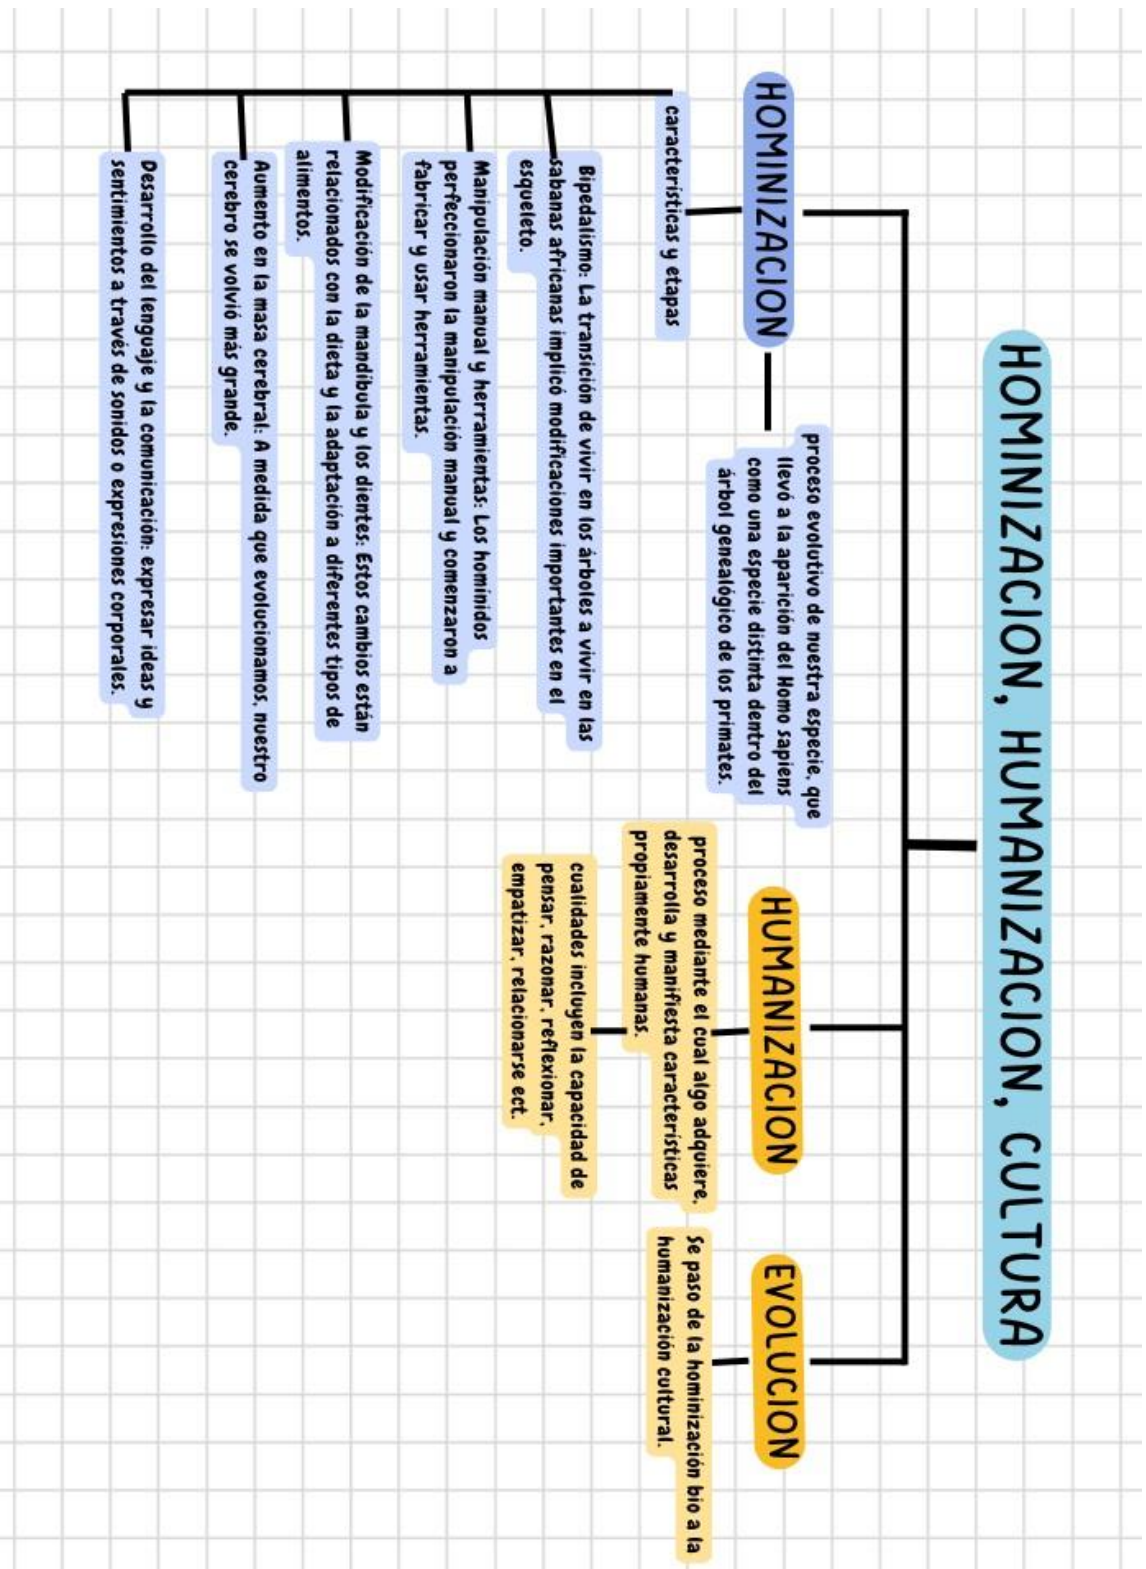 HOMINIZACION, HUMANIZACION, CULTURA
HOMINIZACION
proceso evolutivo de nuestra especie, que
llevó a la aparición del Homo sapiens
como una especie distinta dentro del
árbol genealógico de los primates.
características y etapas
Bipedalismo: La transición de vivir en los árboles a vivir en las
sabanas africanas implicó modificaciones importantes en el
esqueleto.
Manipulación manual y herramientas: Los homínidos
perfeccionaron la manipulación manual y comenzaron a
fabricar y usar herramientas.
Modificación de la mandíbula y los dientes: Estos cambios están
relacionados con la dieta y la adaptación a diferentes tipos de
alimentos.
Aumento en la masa cerebral: A medida que evolucionamos, nuestro
cerebro se volvió más grande.
Desarrollo del lenguaje y la comunicación: expresar ideas y
sentimientos a través de sonidos o expresiones corporales.
HUMANIZACION
proceso mediante el cual algo adquiere,
desarrolla y manifiesta características
propiamente humanas.
cualidades incluyen la capacidad de
pensar, razonar, reflexionar,
empatizar, relacionarse ect.
EVOLUCION
Se paso de la hominización bio a la
humanización cultural.